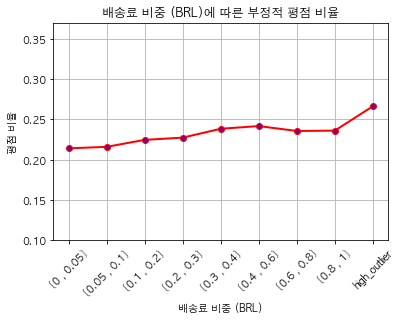 배송료 비중 (BRL)에 따른 부정적 평점 비율
0.35
0.30
0.25
0.20
0.15
0.10
평점 비율
[0 , 0.05)
[0.05 , 0.1)
[0.1 , 0.2)
[0.2 , 0.3)
[0.3 , 0.4)
[0.4 , 0.6)
[0.6 , 0.8)
[0.8 , 1)
high_outlier
배송료 비중 (BRL)